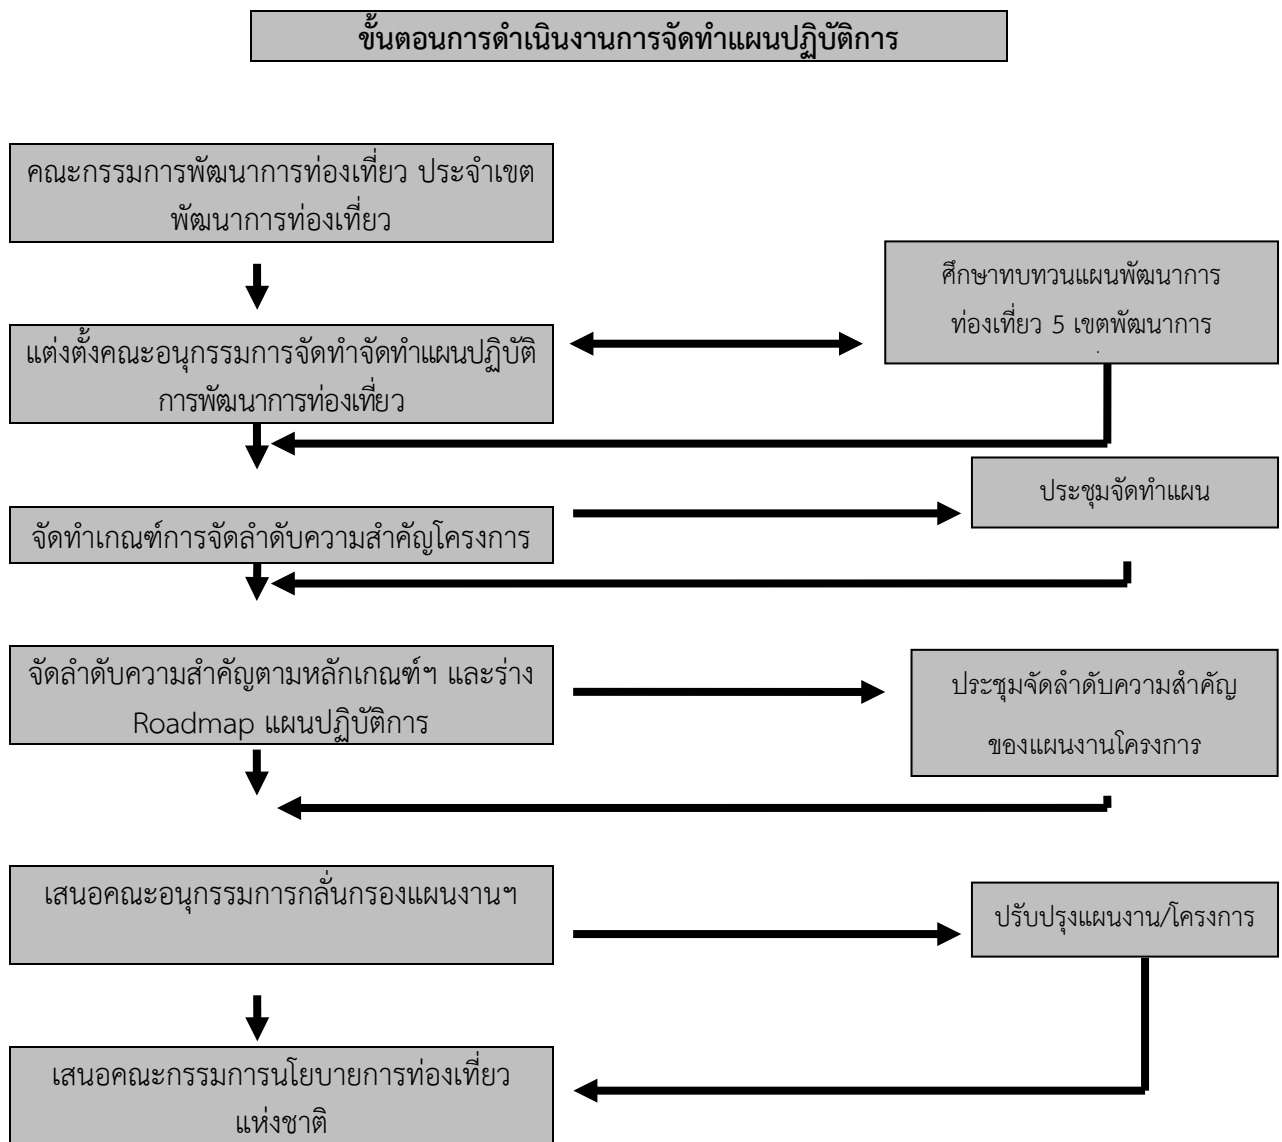 ขั้นตอนการดำเนินงานการจัดทำแผนปฏิบัติการ
คณะกรรมการพัฒนาการท่องเที่ยว ประจำเขต
พัฒนาการท่องเที่ยว
ศึกษาทบทวนแผนพัฒนาการ
ท่องเที่ยว 5 เขตพัฒนาการ
แต่งตั้งคณะอนุกรรมการจัดทำจัดทำแผนปฏิบัติ
การพัฒนาการท่องเที่ยว
ประชุมจัดทำแผน
จัดทำเกณฑ์การจัดลำดับความสำคัญโครงการ
จัดลำดับความสำคัญตามหลักเกณฑ์ฯ และร่าง
Roadmap แผนปฏิบัติการ
ประชุมจัดลำดับความสำคัญ
ของแผนงานโครงการ
เสนอคณะอนุกรรมการกลั่นกรองแผนงานฯ
ปรับปรุงแผนงาน/โครงการ
เสนอคณะกรรมการนโยบายการท่องเที่ยว
แห่งชาติ